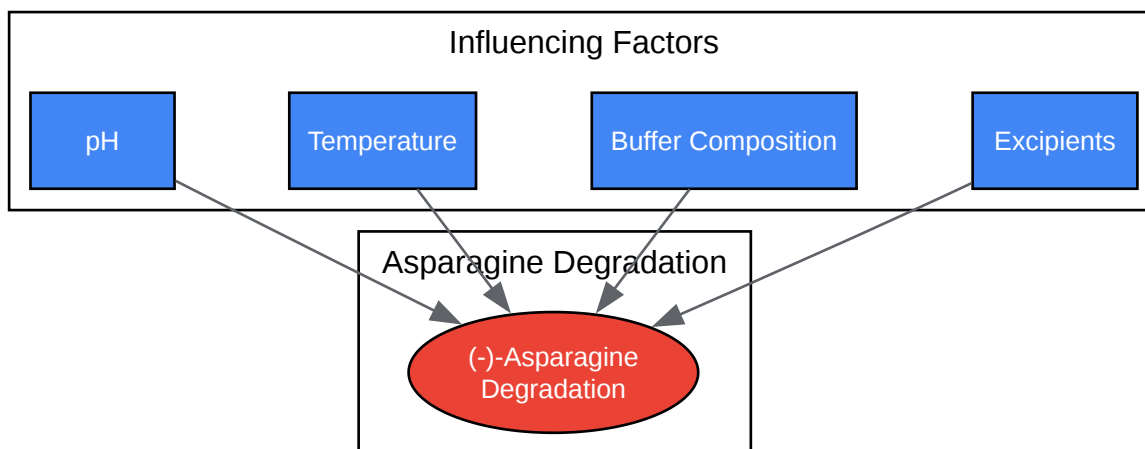 Influencing Factors
pH
Temperature
Buffer Composition
Excipients
Asparagine Degradation
(-)-Asparagine
Degradation